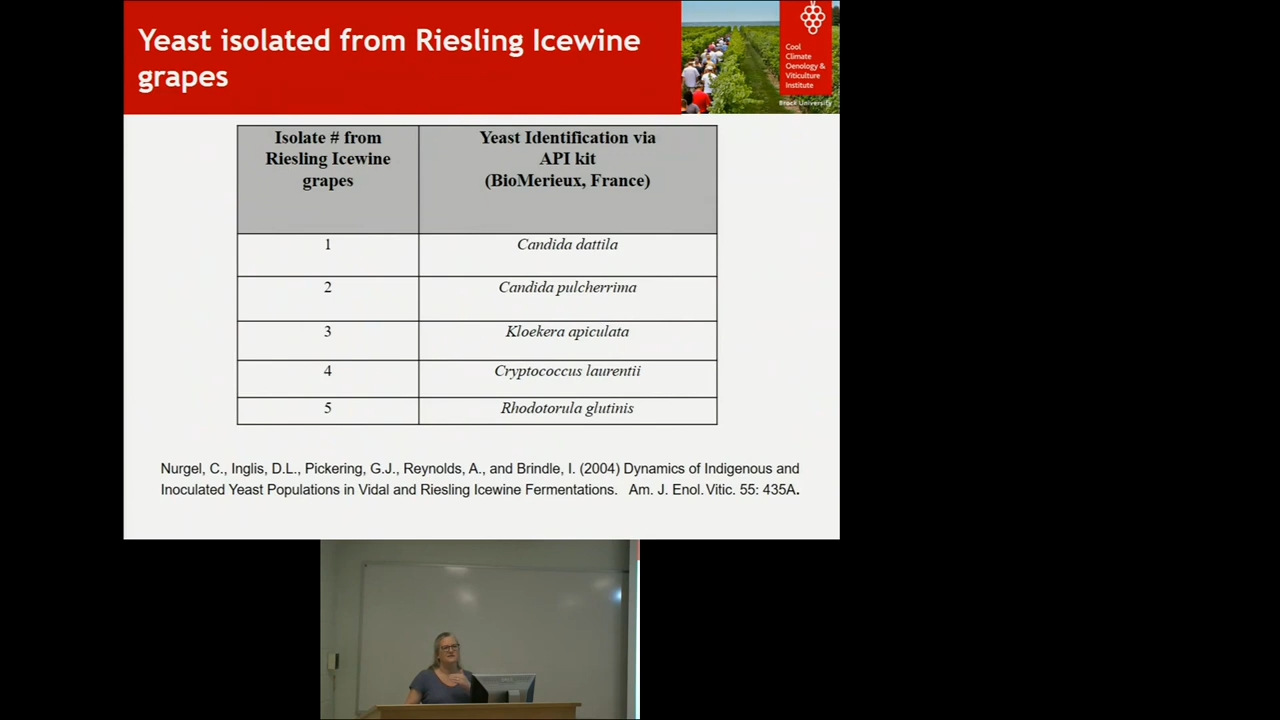 Yeast isolated from Riesling Icewine
grapes
Cool
Climate
Oenology &
Viticulture
Institute
Brock University
Isolate # from
Riesling Icewine
grapes
Yeast Identification via
API kit
(BioMerieux, France)
1
Candida dattila
2
Candida pulcherrima
3
Kloekera apiculata
4
Cryptococcus laurentii
5
Rhodotorula glutinis
Nurgel, C., Inglis, D.L., Pickering, G.J., Reynolds, A., and Brindle, I. (2004) Dynamics of Indigenous and
Inoculated Yeast Populations in Vidal and Riesling Icewine Fermentations. Am. J. Enol. Vitic. 55: 435A.